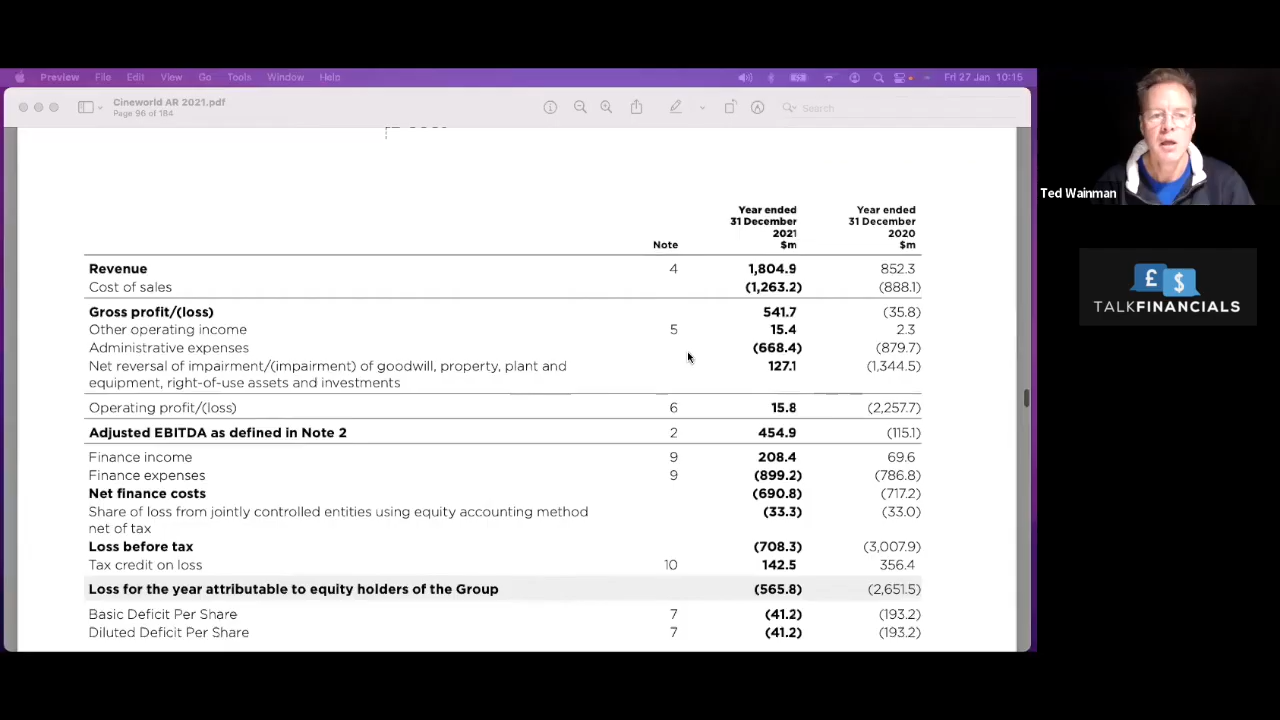 Preview File Edit View Go Tools Window Help Fri 27 Jan 10:15
Cineworld AR 2021.pdf
Page 96 of 184
Search
Ted Wainman
£ $
TALKFINANCIALS
Year ended Year ended
31 December 31 December
2021 2020
Note $m $m
Revenue 4 1,804.9 852.3
Cost of sales (1,263.2) (888.1)
Gross profit/(loss) 541.7 (35.8)
Other operating income 5 15.4 2.3
Administrative expenses (668.4) (879.7)
Net reversal of impairment/(impairment) of goodwill, property, plant and 127.1 (1,344.5)
equipment, right-of-use assets and investments
Operating profit/(loss) 6 15.8 (2,257.7)
Adjusted EBITDA as defined in Note 2 2 454.9 (115.1)
Finance income 9 208.4 69.6
Finance expenses 9 (899.2) (786.8)
Net finance costs (690.8) (717.2)
Share of loss from jointly controlled entities using equity accounting method (33.3) (33.0)
net of tax
Loss before tax (708.3) (3,007.9)
Tax credit on loss 10 142.5 356.4
Loss for the year attributable to equity holders of the Group (565.8) (2,651.5)
Basic Deficit Per Share 7 (41.2) (193.2)
Diluted Deficit Per Share 7 (41.2) (193.2)